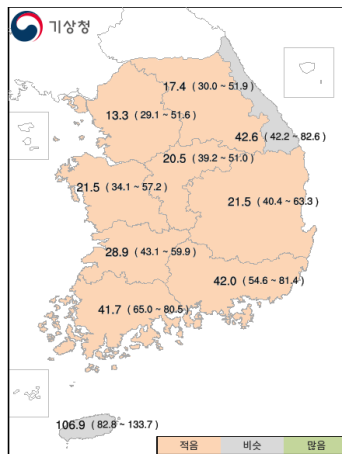 기상청
17.4 (30.0 ~ 51.9)
13.3 (29.1 ~ 51.6)
42.6 (42.2 ~ 82.6)
20.5 (39.2 ~ 51.0)
21.5 (34.1 ~ 57.2)
21.5 (40.4 ~ 63.3)
28.9 (43.1 ~ 59.9)
42.0 (54.6 ~ 81.4)
41.7 (65.0 ~ 80.5)
106.9 (82.8 ~ 133.7)
적음 비슷 많음